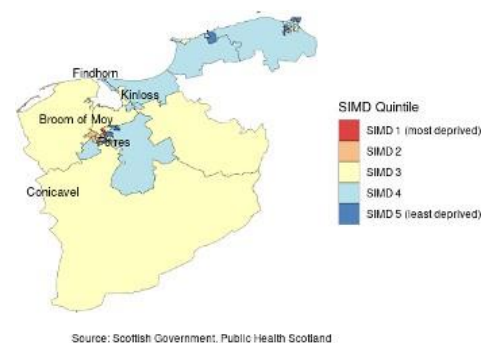 Findhorn
Kinloss
Broom of Moy
Forres
Conicavel
SIMD Quintile
SIMD 1 (most deprived)
SIMD 2
SIMD 3
SIMD 4
SIMD 5 (least deprived)
Source: Scottish Government, Public Health Scotland